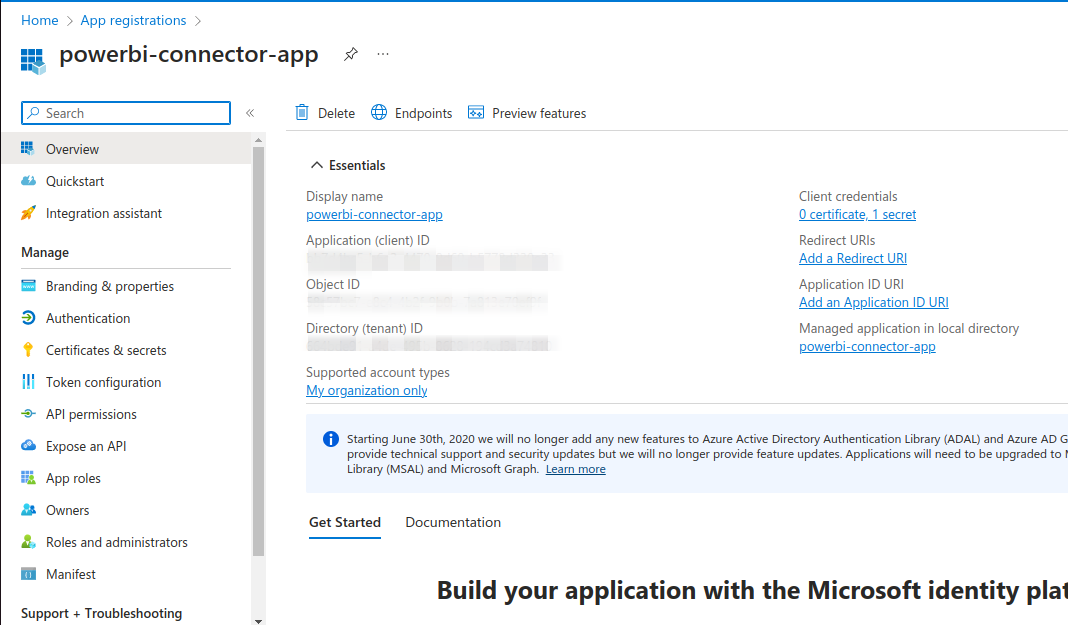 Home > App registrations >
powerbi-connector-app
...
Search
«
Delete
Endpoints
Preview features
Overview
Quickstart
Integration assistant
Manage
Branding & properties
Authentication
Certificates & secrets
Token configuration
API permissions
Expose an API
App roles
Owners
Roles and administrators
Manifest
Support + Troubleshooting
Essentials
Display name
powerbi-connector-app
Application (client) ID
Object ID
Directory (tenant) ID
Supported account types
My organization only
Client credentials
0 certificate, 1 secret
Redirect URIs
Add a Redirect URI
Application ID URI
Add an Application ID URI
Managed application in local directory
powerbi-connector-app
Starting June 30th, 2020 we will no longer add any new features to Azure Active Directory Authentication Library (ADAL) and Azure AD G
provide technical support and security updates but we will no longer provide feature updates. Applications will need to be upgraded to
Library (MSAL) and Microsoft Graph. Learn more
Get Started
Documentation
Build your application with the Microsoft identity plat